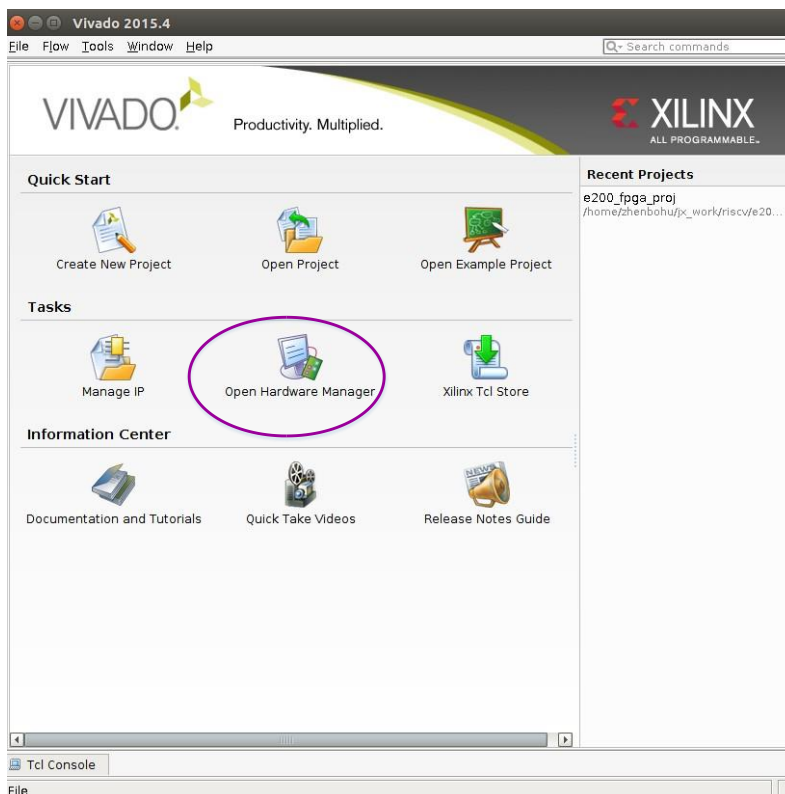 Vivado 2015.4
File Flow Tools Window Help
Search commands
VIVADO.
Productivity. Multiplied.
XILINX
ALL PROGRAMMABLE.
Quick Start
Create New Project
Open Project
Open Example Project
Tasks
Manage IP
Open Hardware Manager
Xilinx Tcl Store
Information Center
Documentation and Tutorials
NEWS
Quick Take Videos
Release Notes Guide
Recent Projects
e200_fpga_proj
/home/zhenbohu/jx_work/riscv/e20...
Tcl Console
File